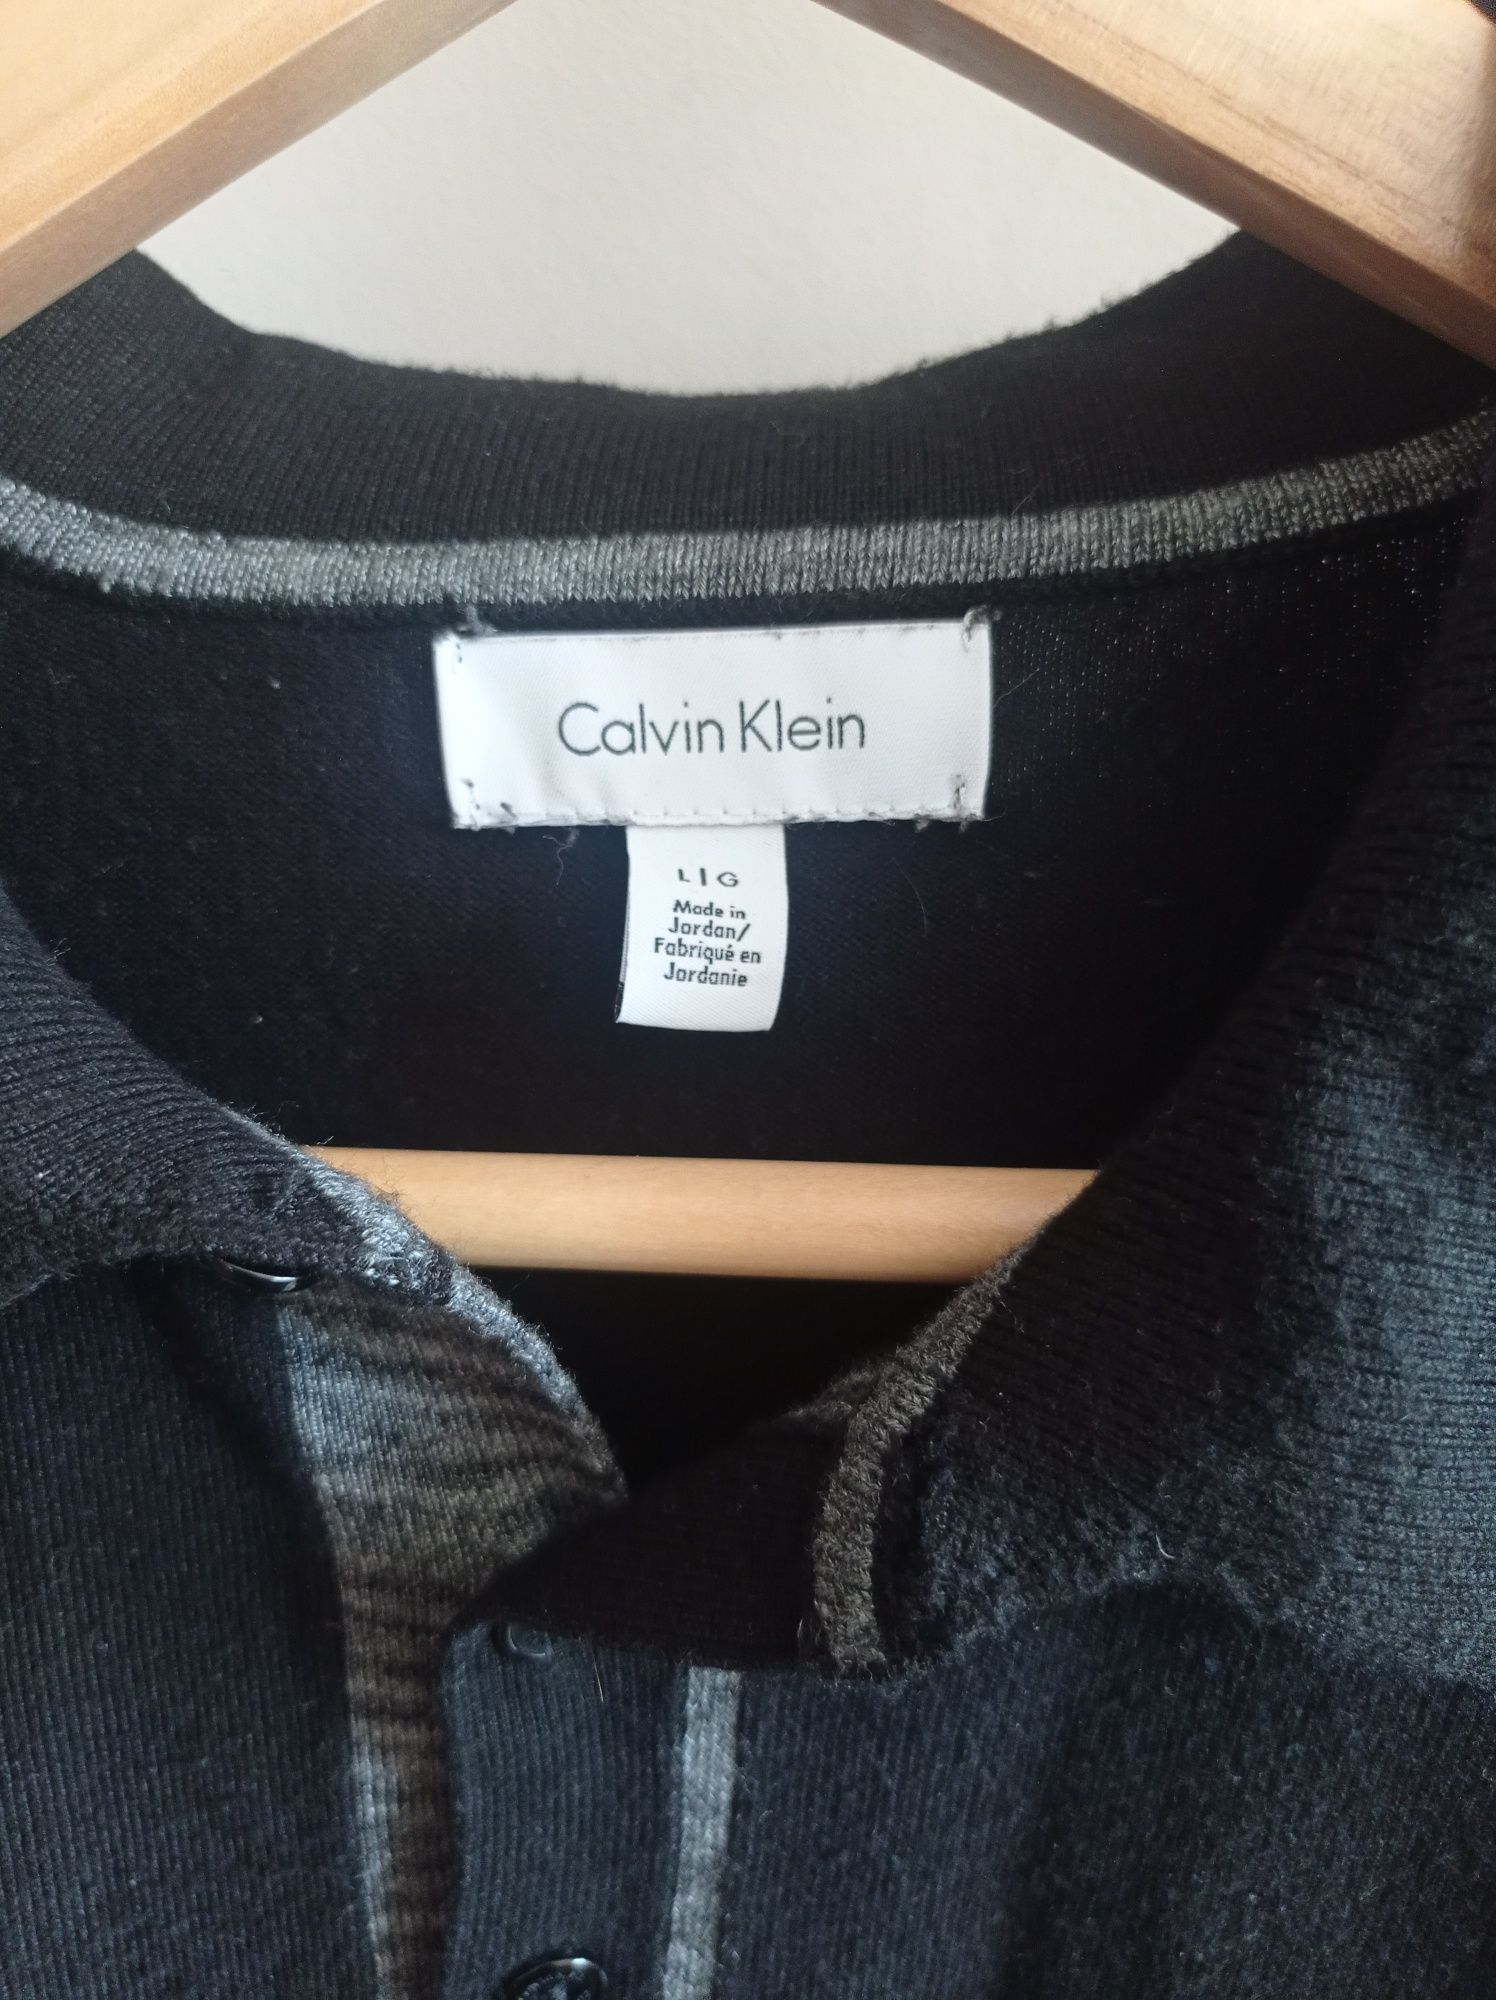 Calvin Klein
L | G
Made in
Jordan/
Fabriqué en
Jordanie